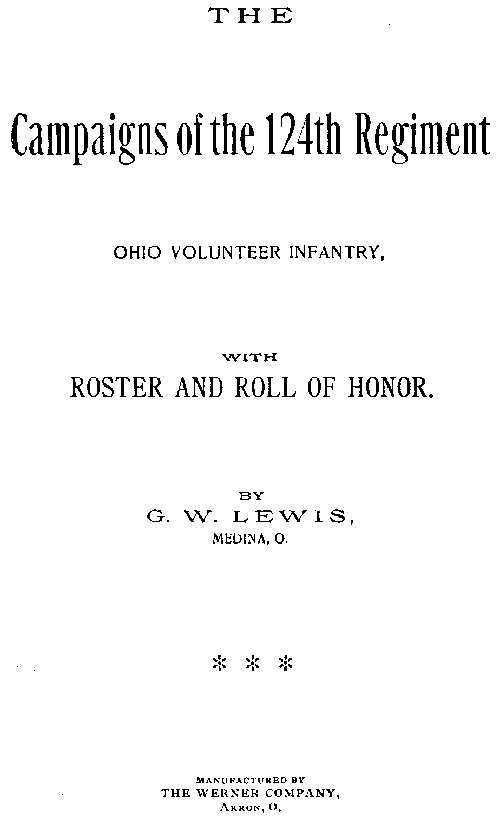 THE
Campaigns of the 124th Regiment
OHIO VOLUNTEER INFANTRY,
WITH
ROSTER AND ROLL OF HONOR.
BY
G. W. LEWIS,
MEDINA, O.
* * *
MANUFACTURED BY
THE WERNER COMPANY,
AKRON, O.